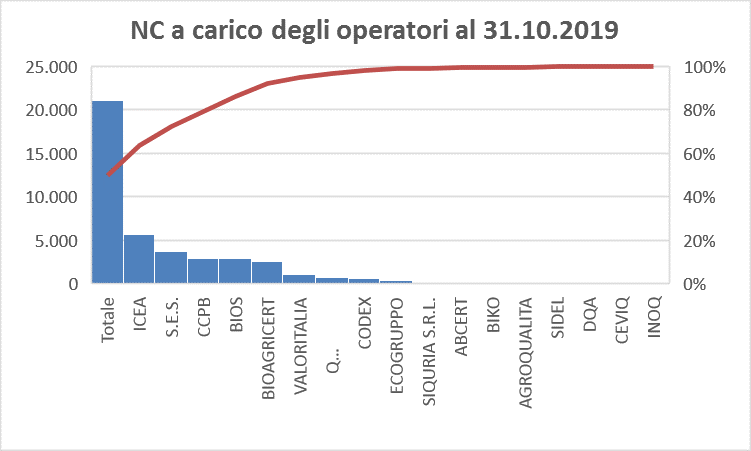 NC a carico degli operatori al 31.10.2019
25.000
20.000
15.000
10.000
5.000
0
100%
80%
60%
40%
20%
0%
Totale
ICEA
S.E.S.
CCPB
BIOS
BIOAGRICERT
VALORITALIA
Q...
CODEX
ECOGRUPPO
SIQURIA S.R.L.
ABCERT
BIKO
AGROQUALITA
SIDEL
DQA
CEVIQ
INOQ